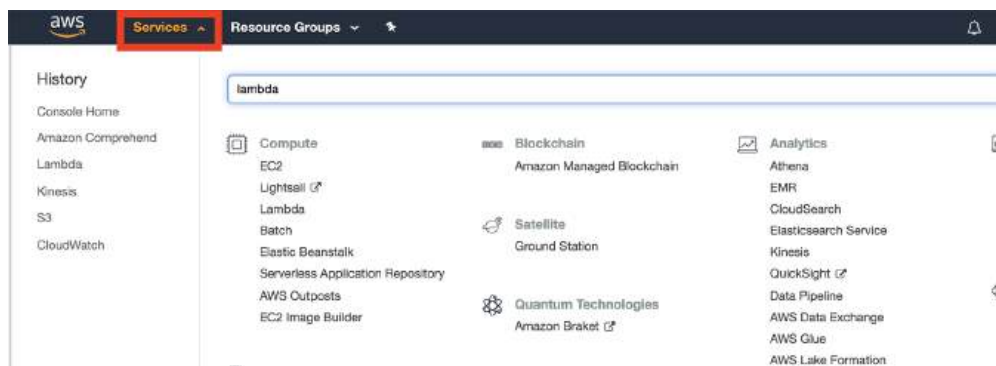 aws Services Resource Groups
History
Console Home
Amazon Comprehend
Lambda
Kinesis
S3
CloudWatch
lambda
Compute
EC2
Lightsail
Lambda
Batch
Elastic Beanstalk
Serverless Application Repository
AWS Outposts
EC2 Image Builder
Blockchain
Amazon Managed Blockchain
Satellite
Ground Station
Quantum Technologies
Amazon Braket
Analytics
Athena
EMR
CloudSearch
Elasticsearch Service
Kinesis
QuickSight
Data Pipeline
AWS Data Exchange
AWS Glue
AWS Lake Formation